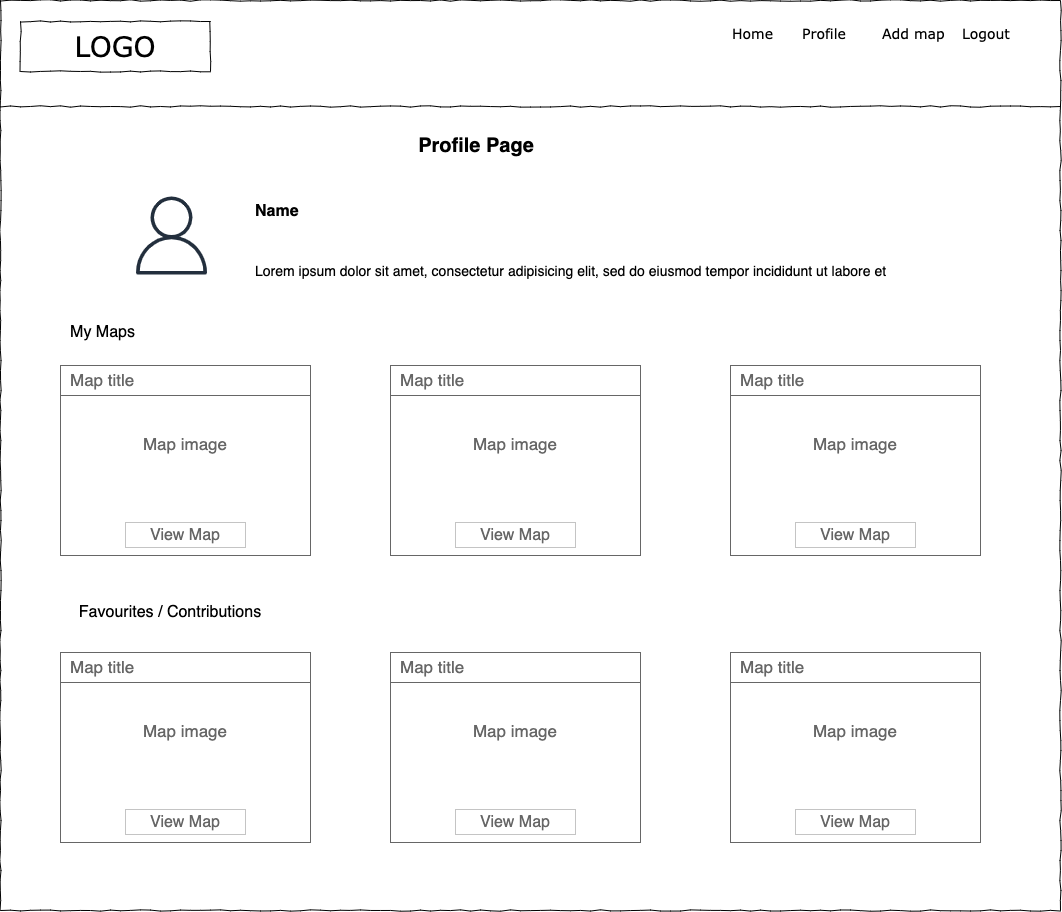 LOGO
Home Profile Add map Logout
Profile Page
Name
Lorem ipsum dolor sit amet, consectetur adipisicing elit, sed do eiusmod tempor incididunt ut labore et
My Maps
Map title Map title Map title
Map image Map image Map image
View Map View Map View Map
Favourites / Contributions
Map title Map title Map title
Map image Map image Map image
View Map View Map View Map